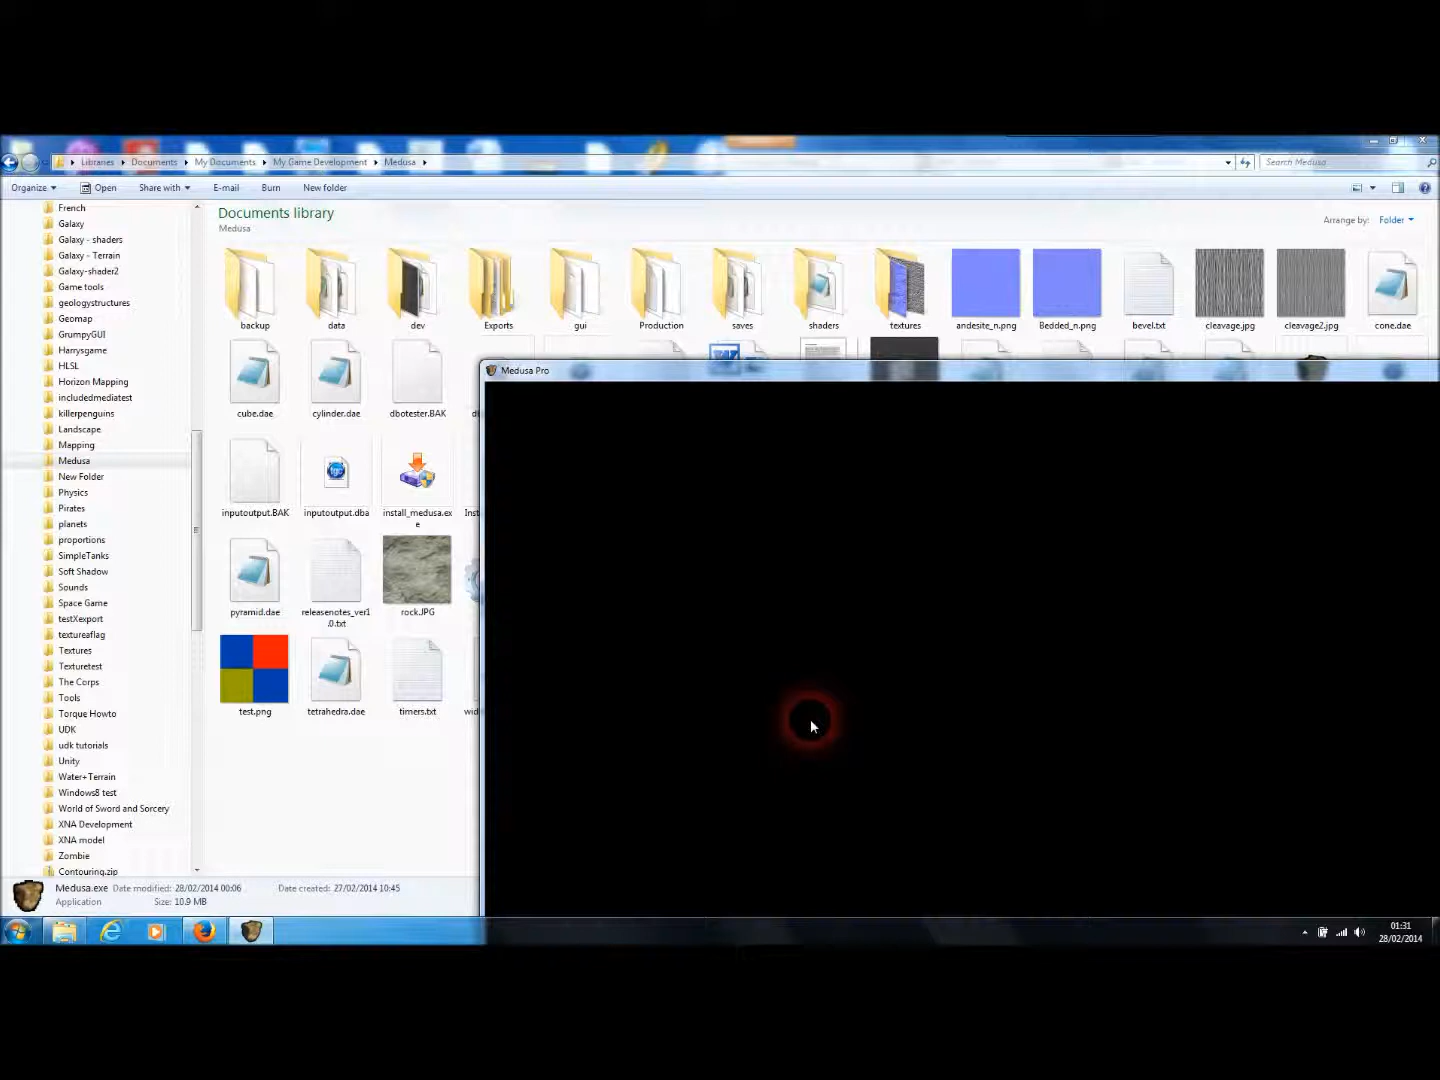 Libraries
Documents
My Documents
My Game Development
Medusa
Search Medusa
Organize
Open
Share with
E-mail
Burn
New folder
French
Galaxy
Galaxy - shaders
Galaxy - Terrain
Galaxy-shader2
Game tools
geologystructures
Geomap
GrumpyGUI
Harrysgame
HLSL
Horizon Mapping
includedmediatest
killerpenguins
Landscape
Mapping
Medusa
New Folder
Physics
Pirates
planets
proportions
SimpleTanks
Soft Shadow
Sounds
Space Game
testXexport
textureaflag
Textures
Texturetest
The Corps
Tools
Torque Howto
UDK
udk tutorials
Unity
Water+Terrain
Windows8 test
World of Sword and Sorcery
XNA Development
XNA model
Zombie
Contouring.zip
Documents library
Medusa
Arrange by:
Folder
backup
data
dev
Exports
gui
Production
saves
shaders
textures
andesite_n.png
Bedded_n.png
bevel.txt
cleavage.jpg
cleavage2.jpg
cone.dae
cube.dae
cylinder.dae
dbotester.BAK
inputoutput.BAK
inputoutput.dba
install_medusa.ex
e
pyramid.dae
releasenotes_ver1
.0.txt
rock.JPG
test.png
tetrahedra.dae
timers.txt
Medusa Pro
Medusa.exe
Date modified: 28/02/2014 00:06
Date created: 27/02/2014 10:45
Application
Size: 10.9 MB
01:31
28/02/2014